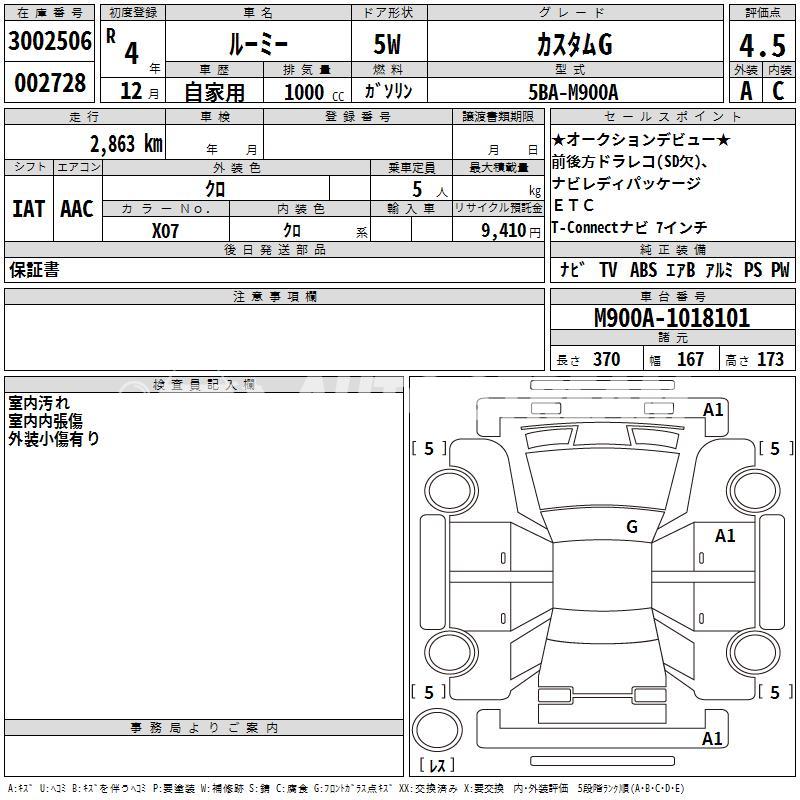 在庫番号 初度登録 車名 ドア形状 グレード 評価点
3002506 R 4 年 ルーミー 5W カスタムG 4.5
車歴 排気量 燃料 型式 外装 内装
002728 12 月 自家用 1000 CC ｶﾞｿﾘﾝ 5BA-M900A A C
走行 車検 登録番号 譲渡書類期限 セールスポイント
2,863 km 年 月 月 日 ★オークションデビュー★
シフト エアコン 外装色 乗車定員 最大積載量 前後方ドラレコ(SD欠)、
IAT AAC クロ 5 人 kg ナビレディパッケージ
カラーNo. 内装色 輸入車 リサイクル預託金 ＥＴＣ
X07 クロ 系 9,410 円 T-Connectナビ 7インチ
後日発送部品 純正装備
保証書 ﾅﾋﾞ TV ABS ｴｱB ｱﾙﾐ PS PW
注意事項欄 車台番号
M900A-1018101
諸元
長さ 370 幅 167 高さ 173
検査員記入欄
室内汚れ
室内内張傷
外装小傷有り
A1
[ 5 ] [ 5 ]
G
A1
[ 5 ] [ 5 ]
事務局よりご案内
A1
[ ﾚｽ ]
A:ｷｽﾞ U:ﾍｺﾐ B:ｷｽﾞを伴うﾍｺﾐ P:要塗装 W:補修跡 S:錆 C:腐食 G:ﾌﾛﾝﾄｶﾞﾗｽ点ｷｽﾞ XX:交換済み X:要交換 内・外装評価 5段階ﾗﾝｸ順(A・B・C・D・E)